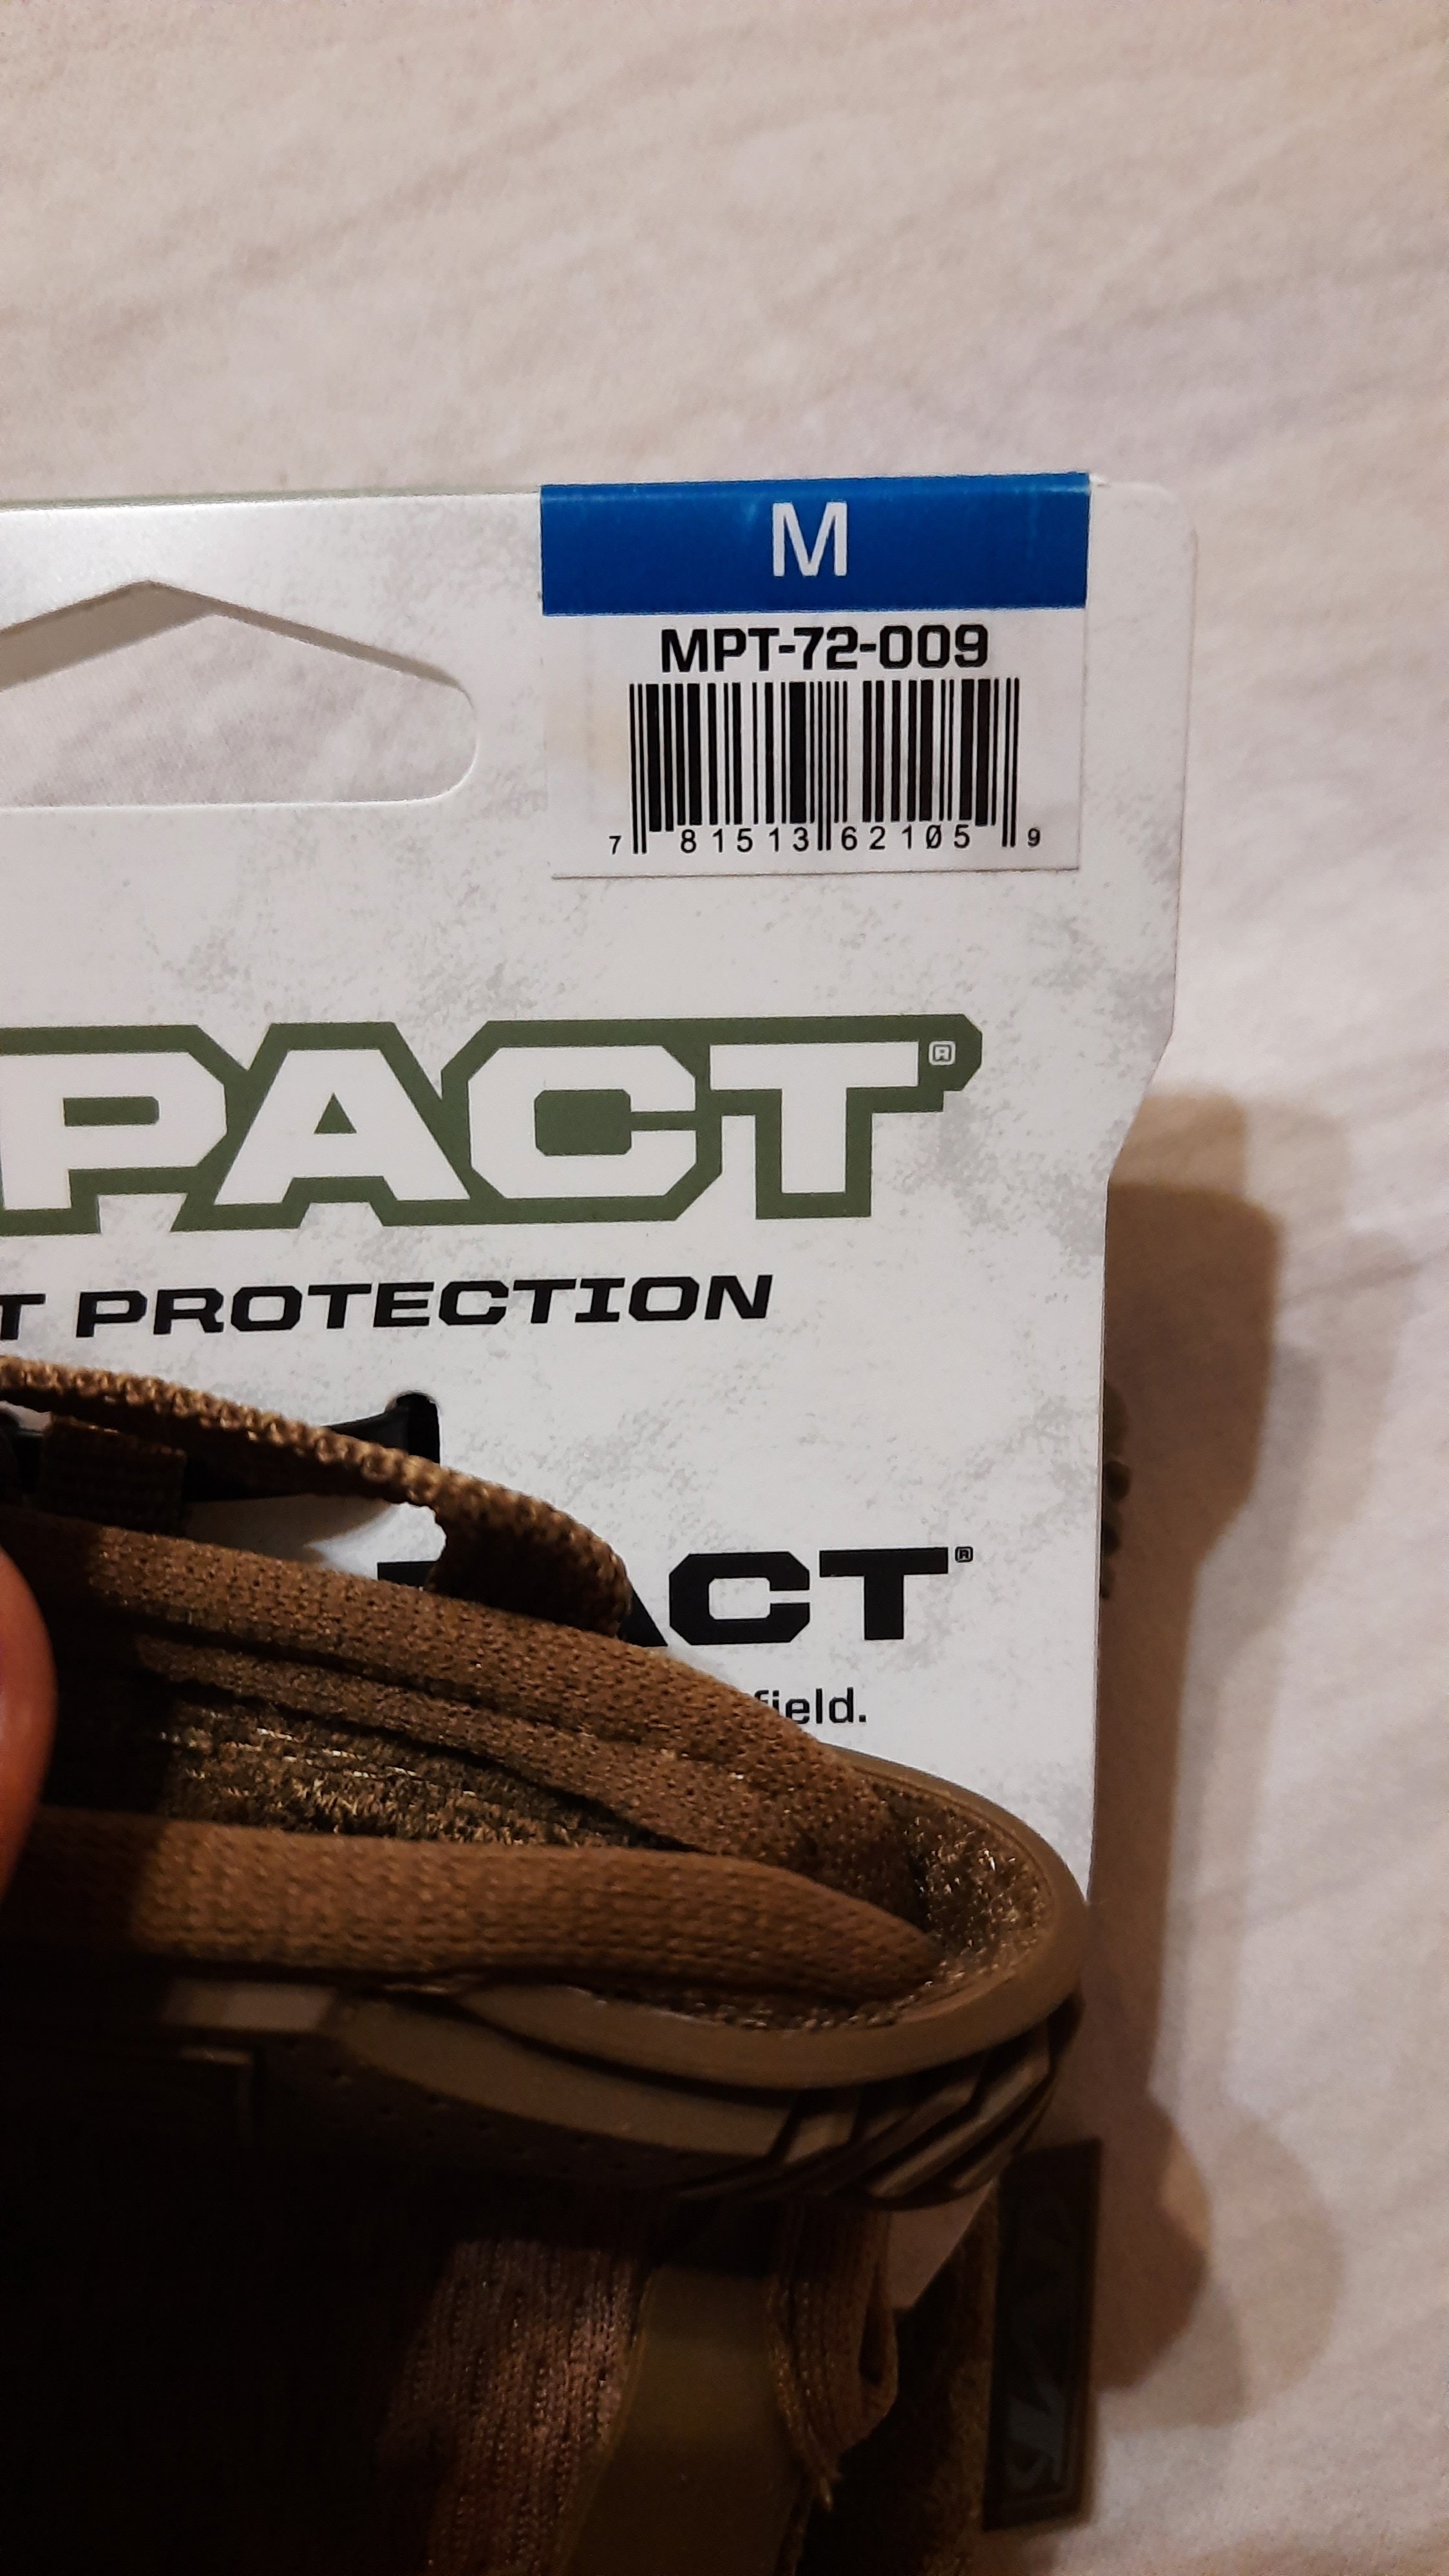 M
MPT-72-009
7 81513 62105 9
PACT®
T PROTECTION
ACT®
field.